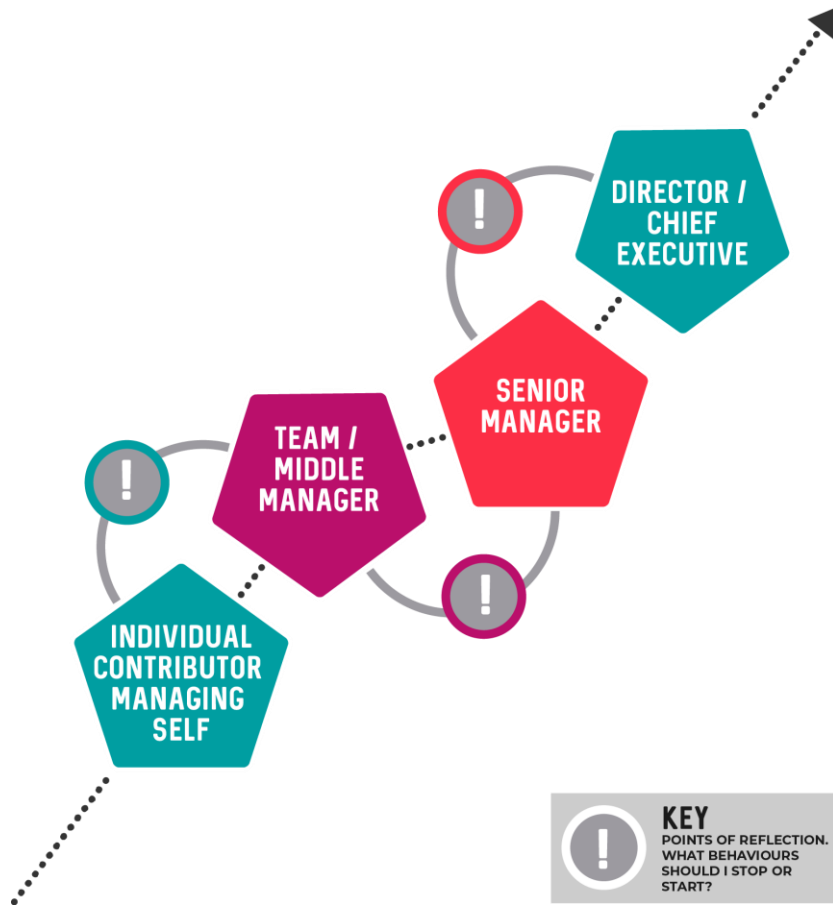 DIRECTOR /
CHIEF
EXECUTIVE
!
SENIOR
MANAGER
TEAM /
MIDDLE
MANAGER
!
!
INDIVIDUAL
CONTRIBUTOR
MANAGING
SELF
!
KEY
POINTS OF REFLECTION.
WHAT BEHAVIOURS
SHOULD I STOP OR
START?